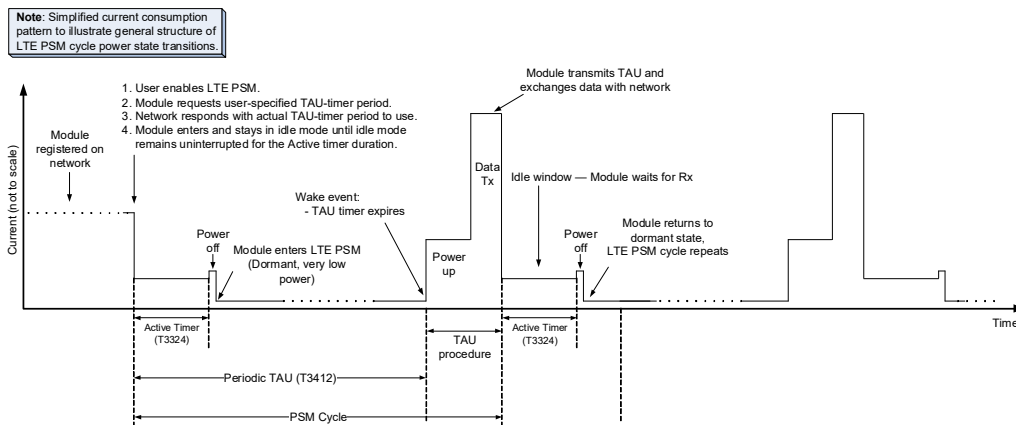 Note: Simplified current consumption
pattern to illustrate general structure of
LTE PSM cycle power state transitions.
Current (not to scale)
Module
registered on
network
1. User enables LTE PSM.
2. Module requests user-specified TAU-timer period.
3. Network responds with actual TAU-timer period to use.
4. Module enters and stays in idle mode until idle mode
remains uninterrupted for the Active timer duration.
Power
off
Module enters LTE PSM
(Dormant, very low
power)
Wake event:
- TAU timer expires
Power
up
Data
Tx
Module transmits TAU and
exchanges data with network
Idle window — Module waits for Rx
Power
off
Module returns to
dormant state,
LTE PSM cycle repeats
Time
Active Timer
(T3324)
TAU
procedure
Active Timer
(T3324)
Periodic TAU (T3412)
PSM Cycle